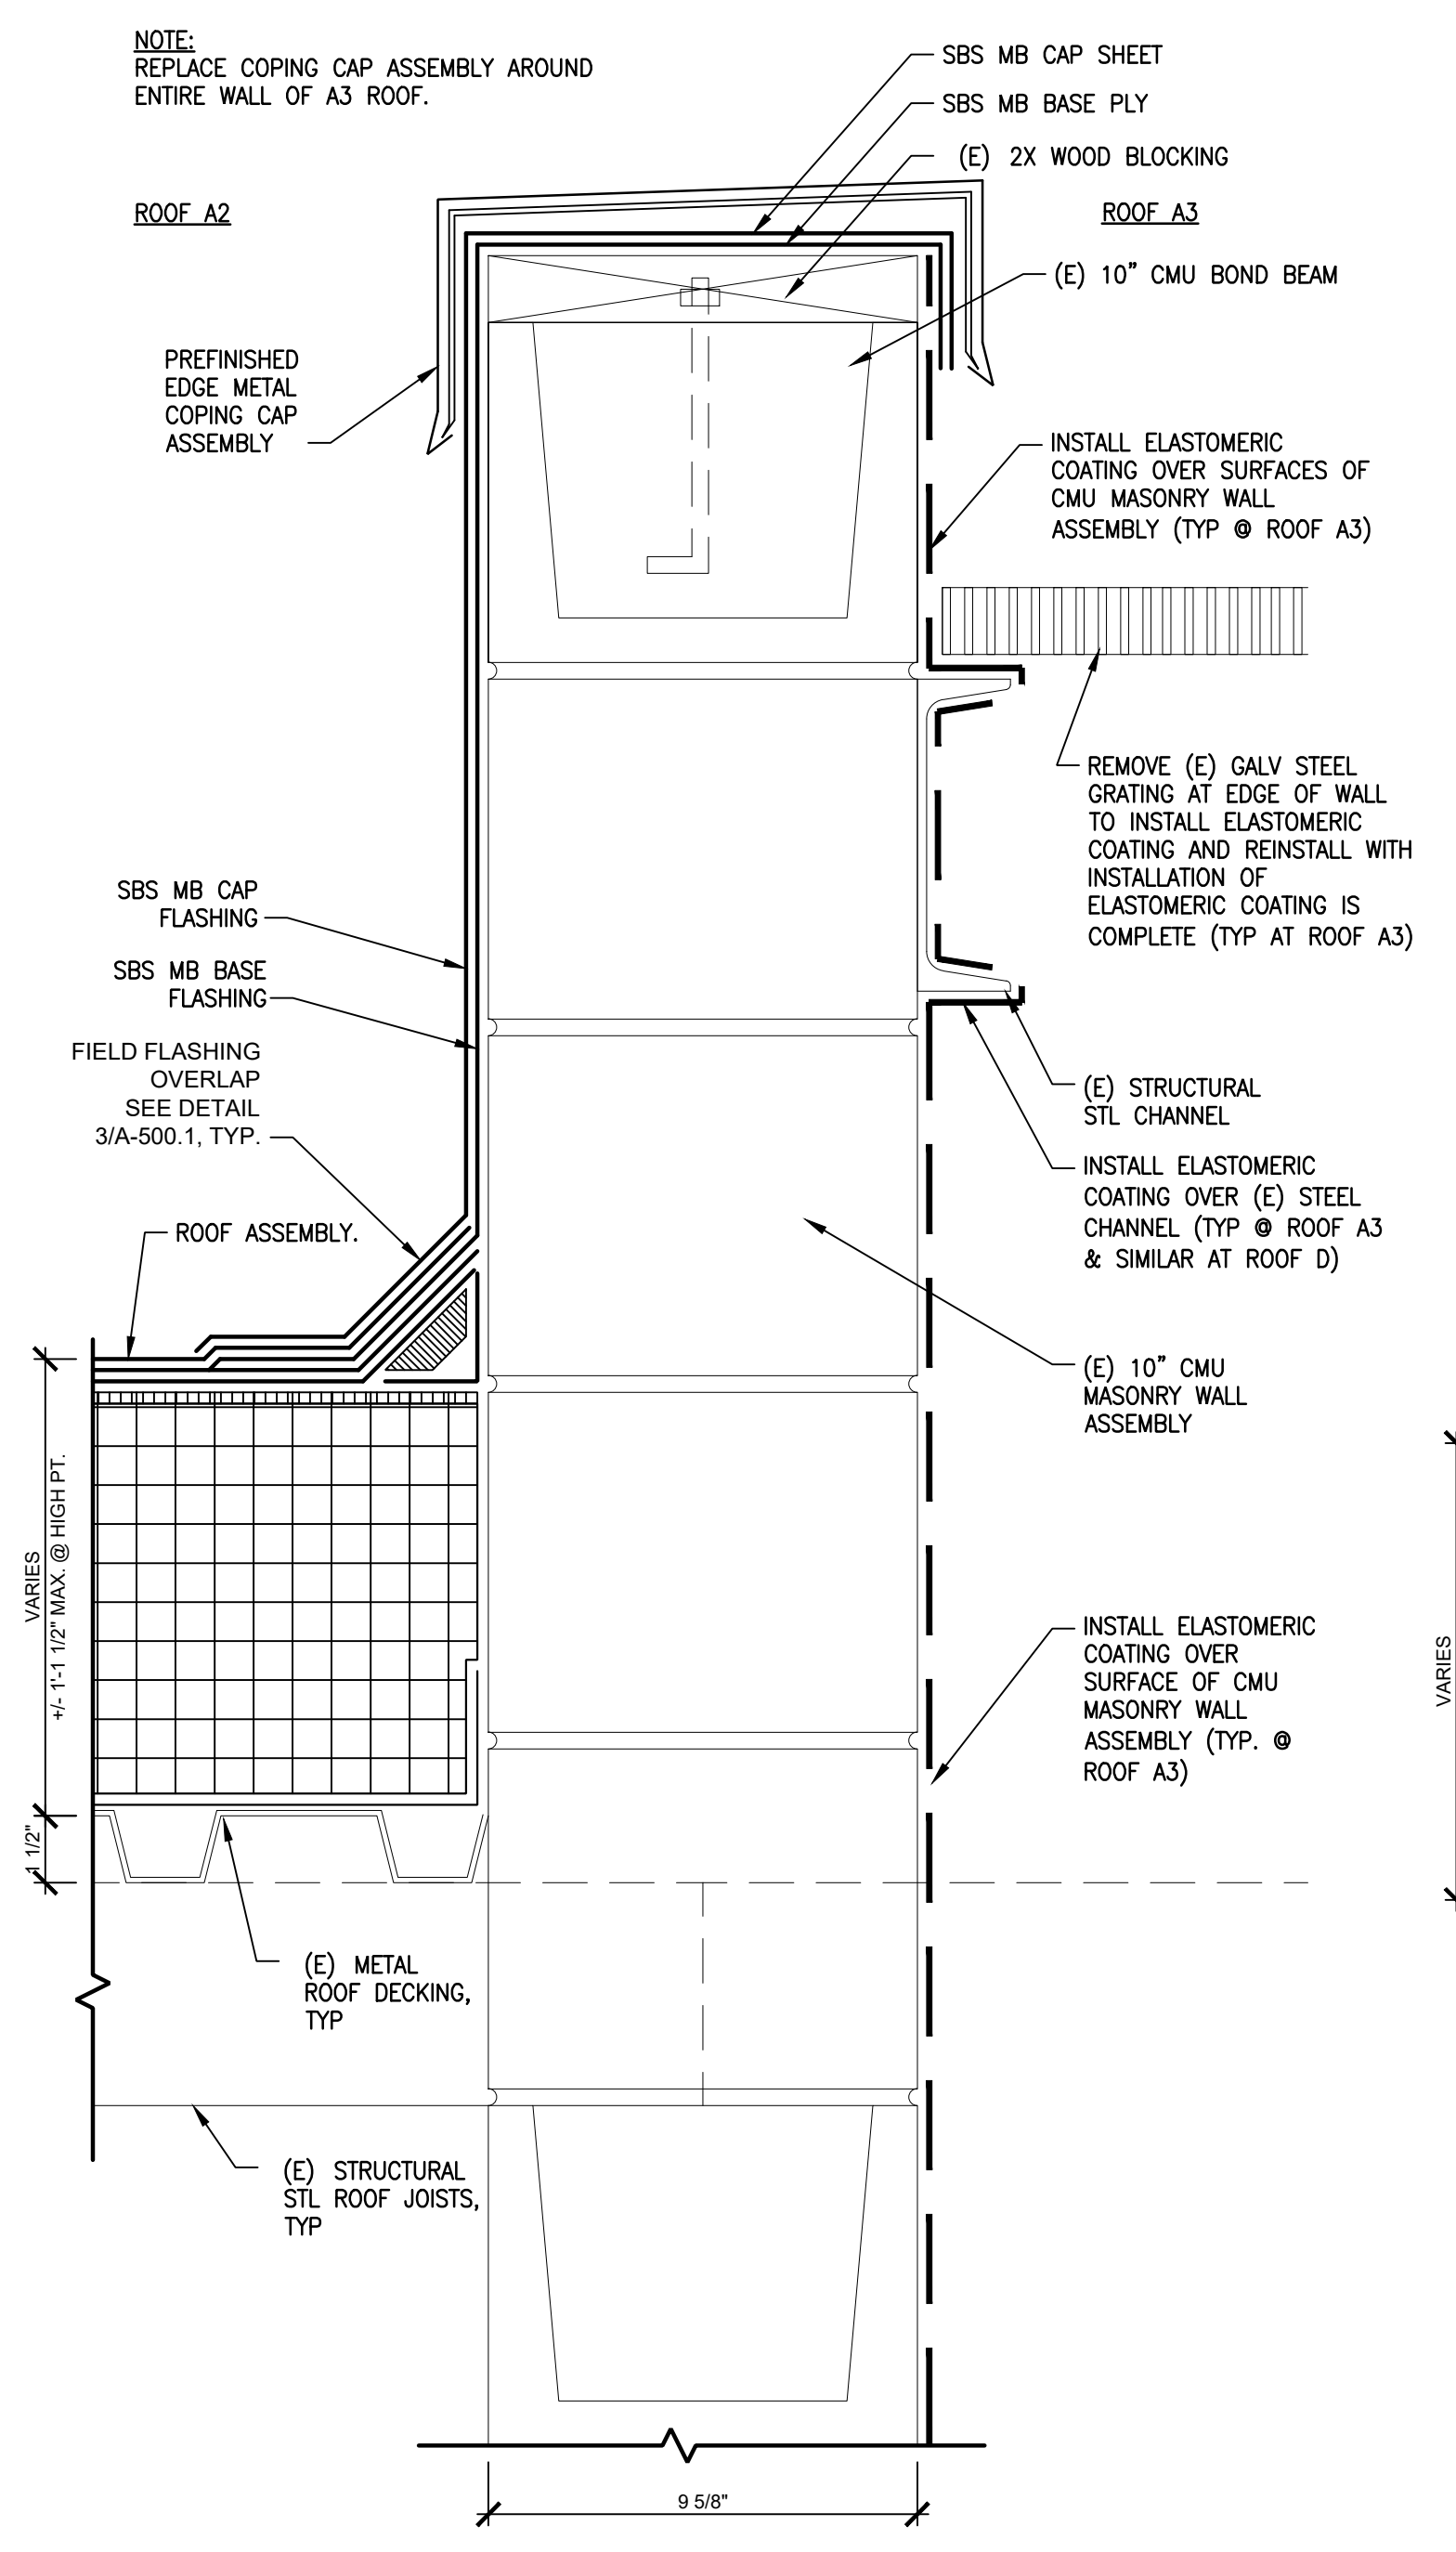 NOTE:
REPLACE COPING CAP ASSEMBLY AROUND
ENTIRE WALL OF A3 ROOF.
SBS MB CAP SHEET
SBS MB BASE PLY
(E) 2X WOOD BLOCKING
ROOF A2
ROOF A3
(E) 10" CMU BOND BEAM
PREFINISHED
EDGE METAL
COPING CAP
ASSEMBLY
INSTALL ELASTOMERIC
COATING OVER SURFACES OF
CMU MASONRY WALL
ASSEMBLY (TYP @ ROOF A3)
REMOVE (E) GALV STEEL
GRATING AT EDGE OF WALL
TO INSTALL ELASTOMERIC
COATING AND REINSTALL WITH
INSTALLATION OF
ELASTOMERIC COATING IS
COMPLETE (TYP AT ROOF A3)
SBS MB CAP
FLASHING
SBS MB BASE
FLASHING
FIELD FLASHING
OVERLAP
SEE DETAIL
3/A-500.1, TYP.
(E) STRUCTURAL
STL CHANNEL
INSTALL ELASTOMERIC
COATING OVER (E) STEEL
CHANNEL (TYP @ ROOF A3
& SIMILAR AT ROOF D)
ROOF ASSEMBLY.
(E) 10" CMU
MASONRY WALL
ASSEMBLY
VARIES
+/- 1'-1 1/2" MAX. @ HIGH PT.
1 1/2"
INSTALL ELASTOMERIC
COATING OVER
SURFACE OF CMU
MASONRY WALL
ASSEMBLY (TYP. @
ROOF A3)
VARIES
(E) METAL
ROOF DECKING,
TYP
(E) STRUCTURAL
STL ROOF JOISTS,
TYP
9 5/8"